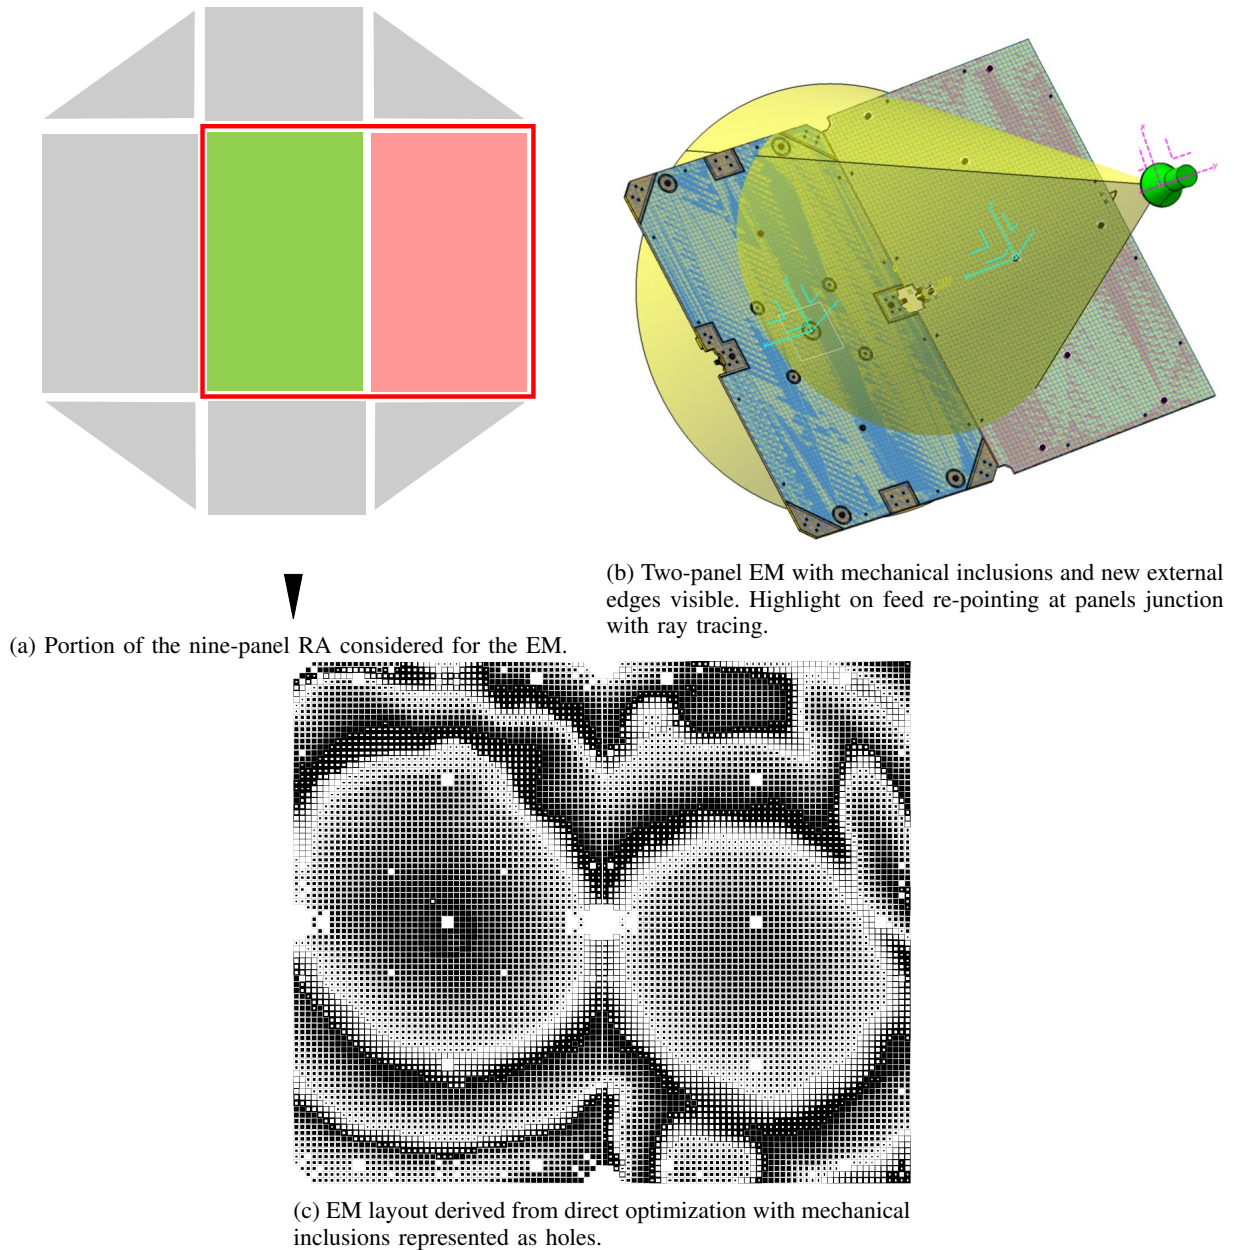 x
y
(a) Portion of the nine-panel RA considered for the EM.
(b) Two-panel EM with mechanical inclusions and new external
edges visible. Highlight on feed re-pointing at panels junction
with ray tracing.
(c) EM layout derived from direct optimization with mechanical
inclusions represented as holes.